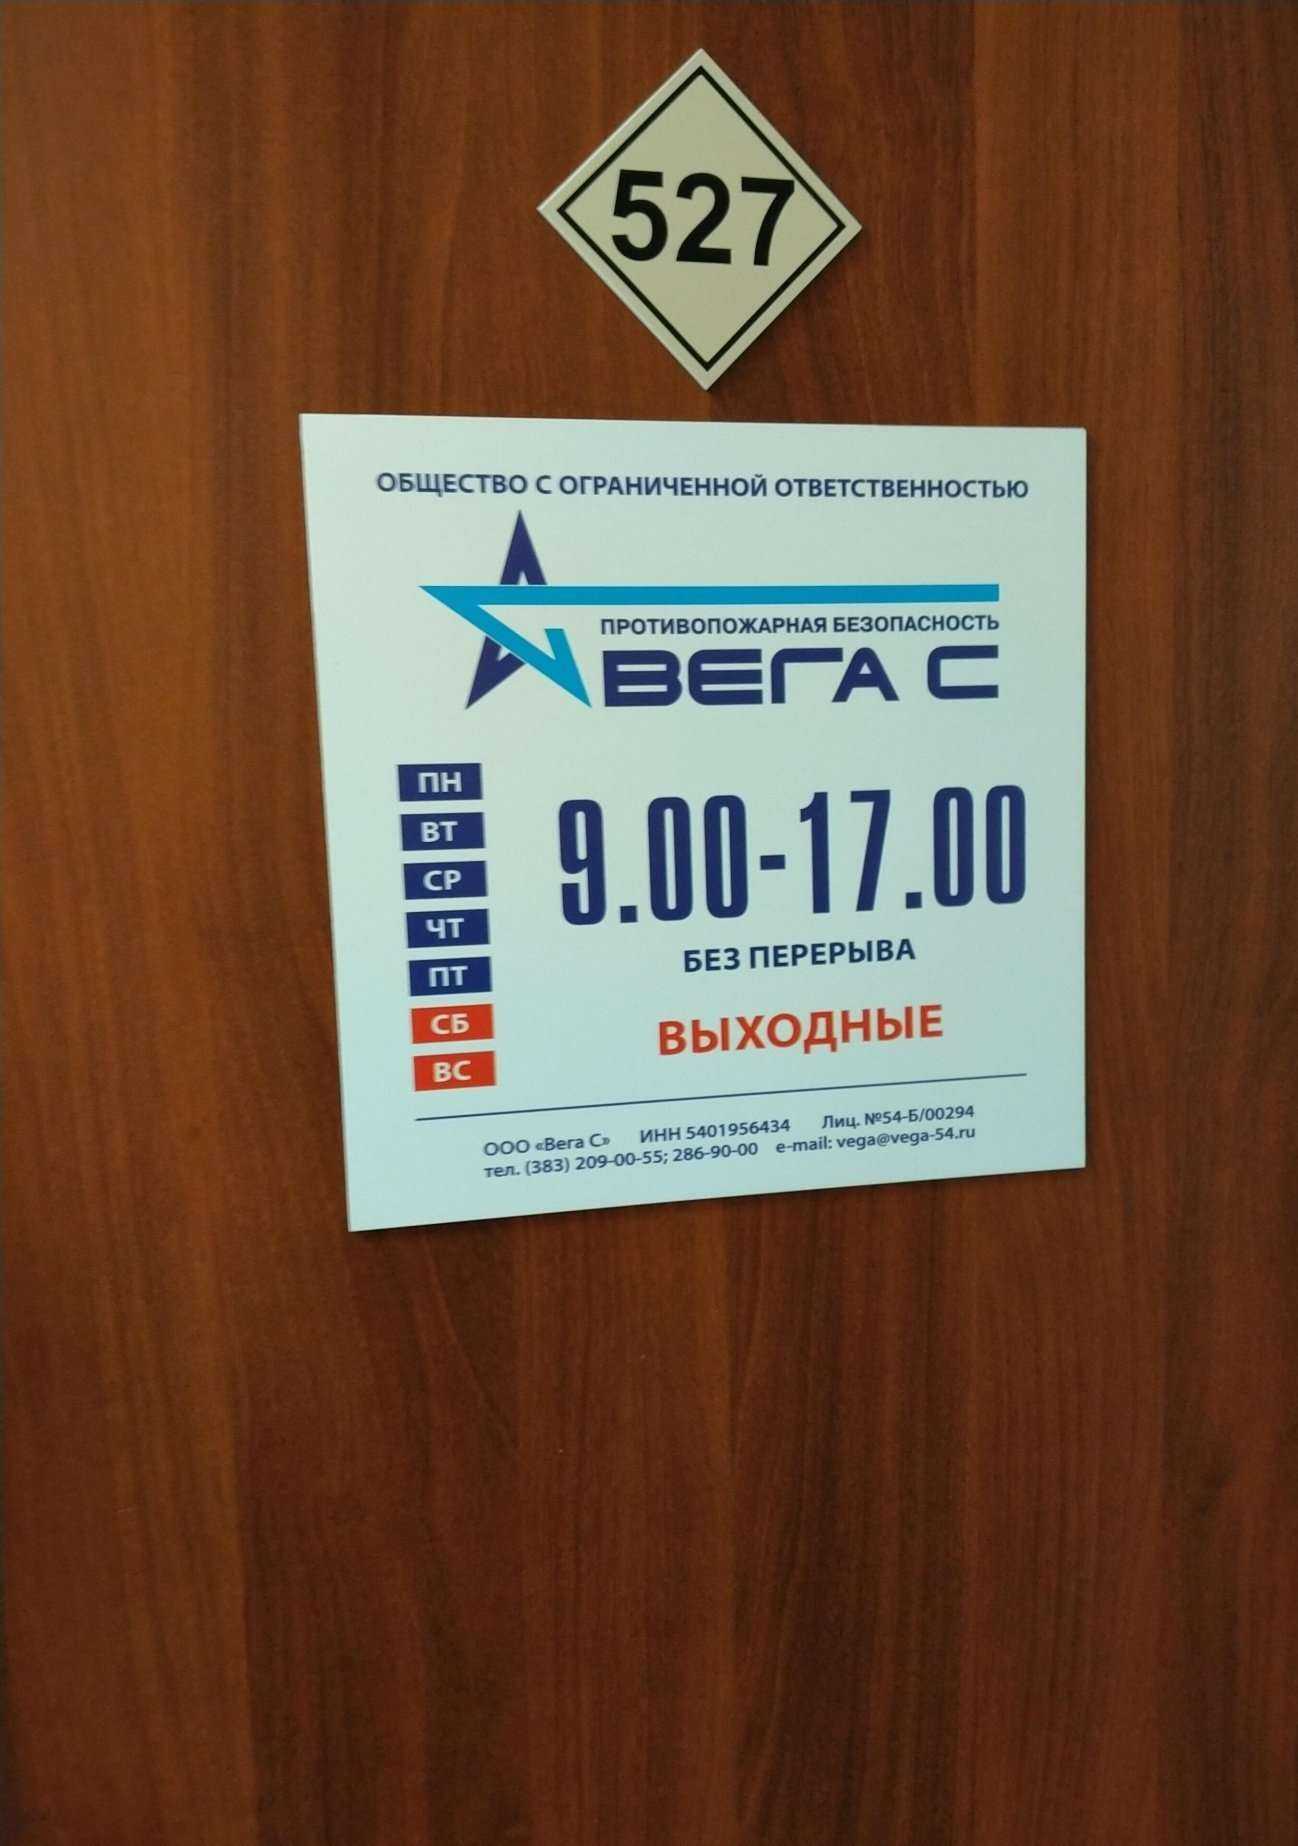 527
ОБЩЕСТВО С ОГРАНИЧЕННОЙ ОТВЕТСТВЕННОСТЬЮ
ПРОТИВОПОЖАРНАЯ БЕЗОПАСНОСТЬ
ВЕГА С
ПН
ВТ
СР
ЧТ
ПТ
9.00-17.00
БЕЗ ПЕРЕРЫВА
СБ
ВС
ВЫХОДНЫЕ
ООО «Вега С» ИНН 5401956434 Лиц. №54-Б/00294
тел. (383) 209-00-55; 286-90-00 e-mail: vega@vega-54.ru